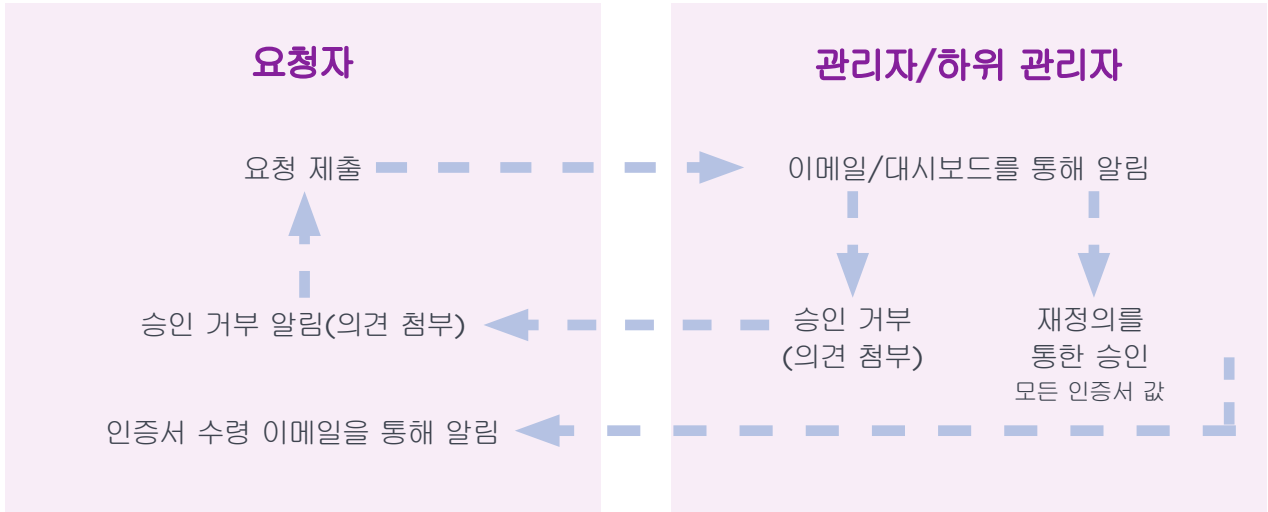 요청자
관리자/하위 관리자
요청 제출
이메일/대시보드를 통해 알림
승인 거부 알림(의견 첨부)
승인 거부
(의견 첨부)
재정의를
통한 승인
모든 인증서 값
인증서 수령 이메일을 통해 알림